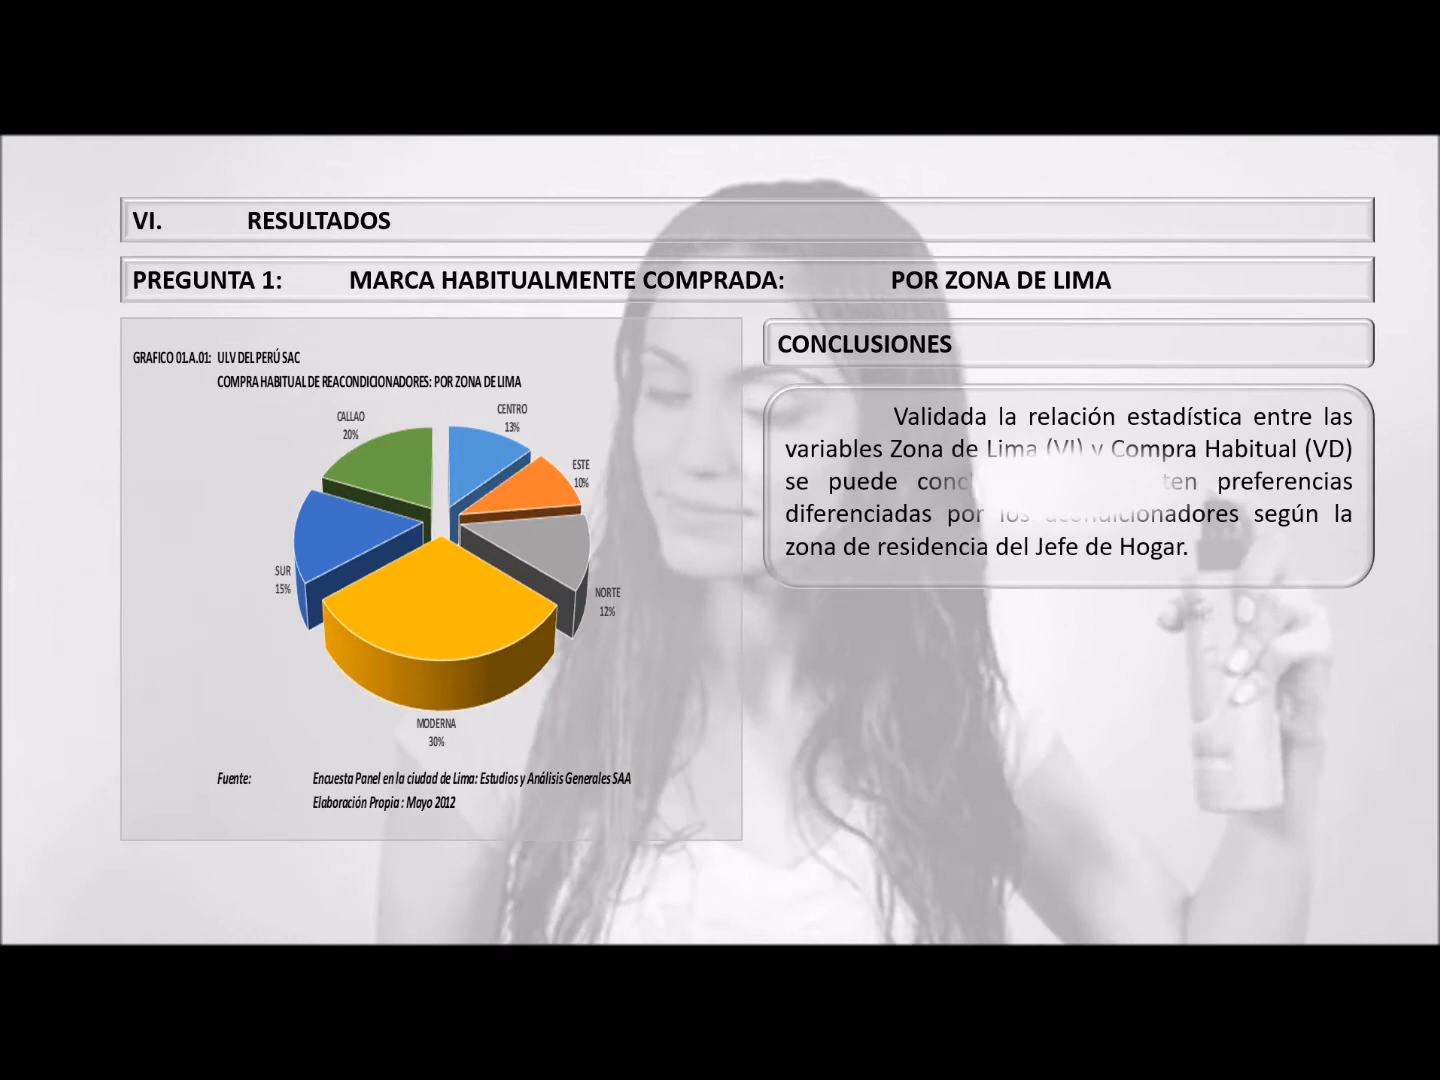 VI. RESULTADOS
PREGUNTA 1: MARCA HABITUALMENTE COMPRADA: POR ZONA DE LIMA
GRAFICO 01.A.01: ULV DEL PERÚ SAC
COMPRA HABITUAL DE REACONDICIONADORES: POR ZONA DE LIMA
CALLAO
20%
CENTRO
13%
ESTE
10%
SUR
15%
NORTE
12%
MODERNA
30%
Fuente: Encuesta Panel en la ciudad de Lima: Estudios y Análisis Generales SAA
Elaboración Propia : Mayo 2012
CONCLUSIONES
Validada la relación estadística entre las
variables Zona de Lima (VI) y Compra Habitual (VD)
se puede preferencias
diferenciadas por los acondicionadores según la
zona de residencia del Jefe de Hogar.